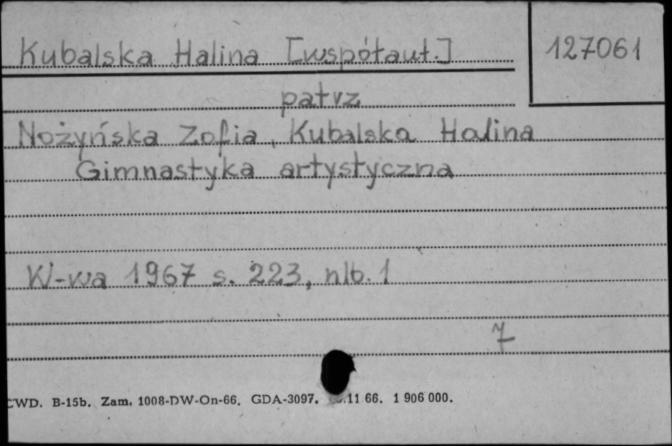 Kubalska Halina [współaut.]
127061
patrz
Nożyńska Zofia, Kubalska Halina
Gimnastyka artystyczna
W-wa 1967 s. 223, nlb. 1
7
CWD. B-15b. Zam. 1008-DW-On-66. GDA-3097. .11 66. 1 906 000.